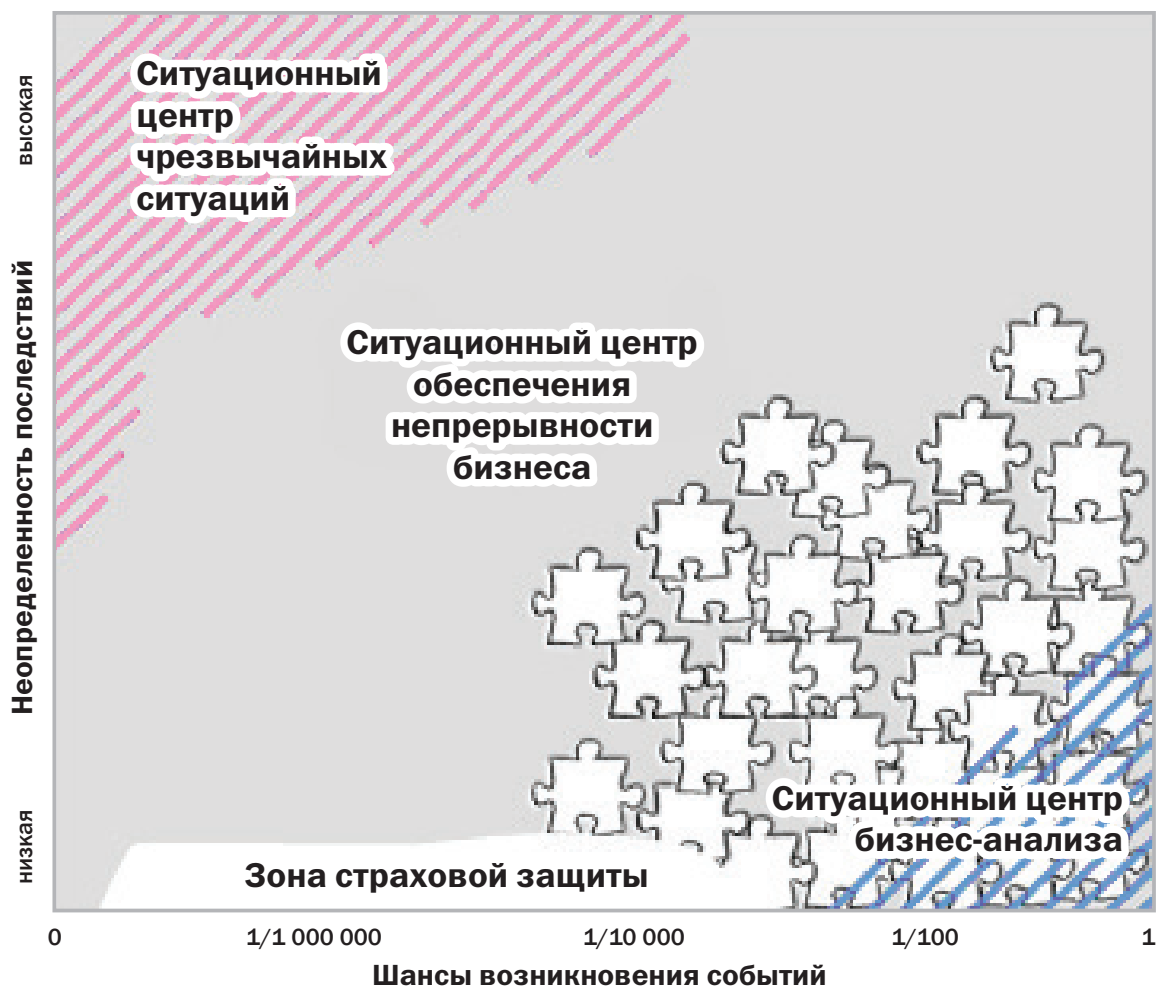 Ситуационный
центр
чрезвычайных
ситуаций
Ситуационный центр
обеспечения
непрерывности
бизнеса
Ситуационный центр
бизнес-анализа
Зона страховой защиты
высокая
Неопределенность последствий
низкая
0 1/1 000 000 1/10 000 1/100 1
Шансы возникновения событий